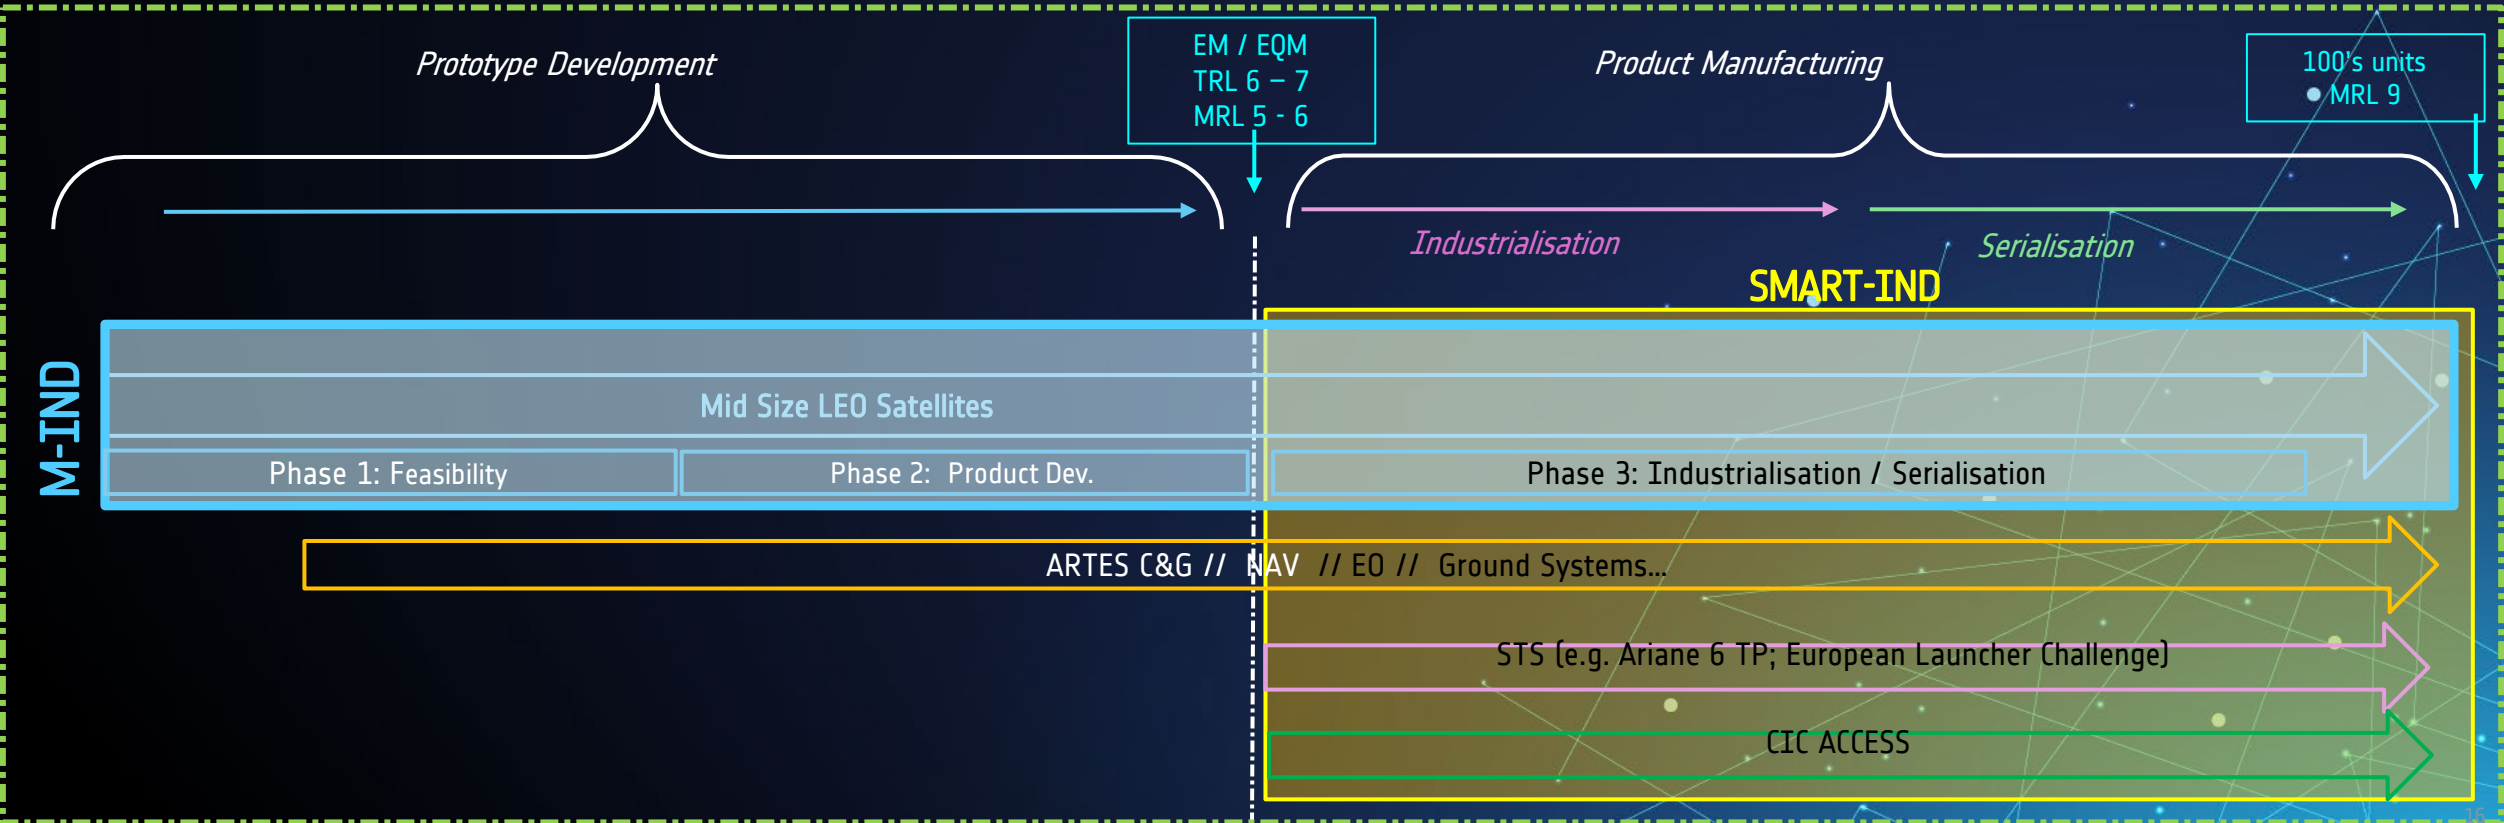 Prototype Development
EM / EQM
TRL 6 – 7
MRL 5 - 6
Product Manufacturing
100's units
MRL 9
Industrialisation
Serialisation
SMART-IND
M-IND
Mid Size LEO Satellites
Phase 1: Feasibility
Phase 2: Product Dev.
Phase 3: Industrialisation / Serialisation
ARTES C&G // NAV // EO // Ground Systems...
STS (e.g. Ariane 6 TP; European Launcher Challenge)
CIC ACCESS
16